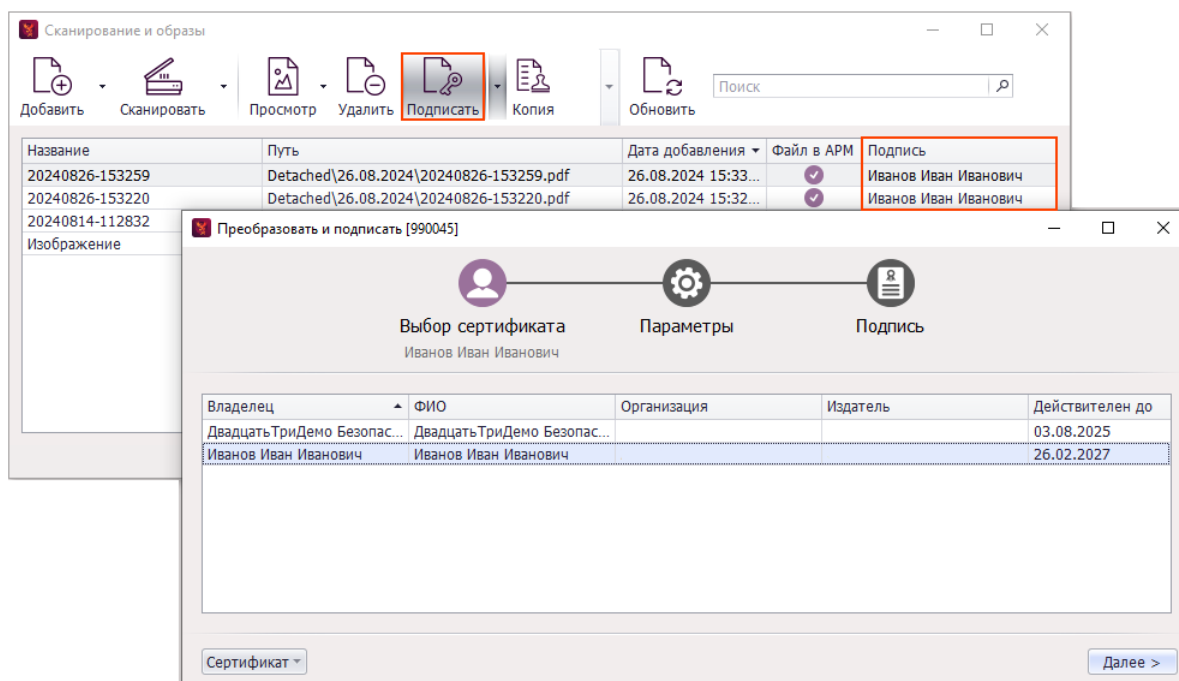 Сканирование и образы
Добавить Сканировать Просмотр Удалить Подписать Копия Обновить Поиск
Название Путь Дата добавления Файл в АРМ Подпись
20240826-153259 Detached\26.08.2024\20240826-153259.pdf 26.08.2024 15:33... Иванов Иван Иванович
20240826-153220 Detached\26.08.2024\20240826-153220.pdf 26.08.2024 15:32... Иванов Иван Иванович
20240814-112832
Изображение
Преобразовать и подписать [990045]
Выбор сертификата Параметры Подпись
Иванов Иван Иванович
Владелец ФИО Организация Издатель Действителен до
ДвадцатьТриДемо Безопас... ДвадцатьТриДемо Безопас... 03.08.2025
Иванов Иван Иванович Иванов Иван Иванович 26.02.2027
Сертификат Далее >